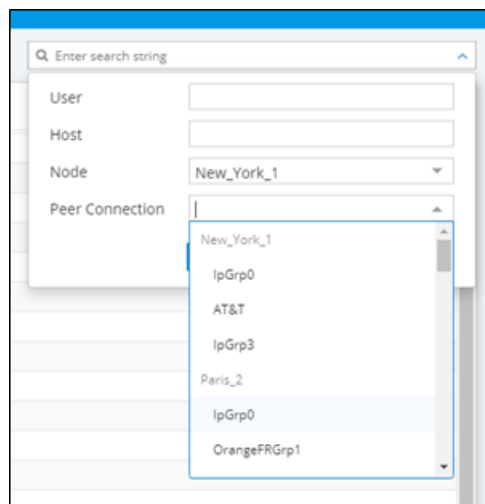 Enter search string
User
Host
Node
New_York_1
Peer Connection
New_York_1
IpGrp0
AT&T
IpGrp3
Paris_2
IpGrp0
OrangeFRGrp1